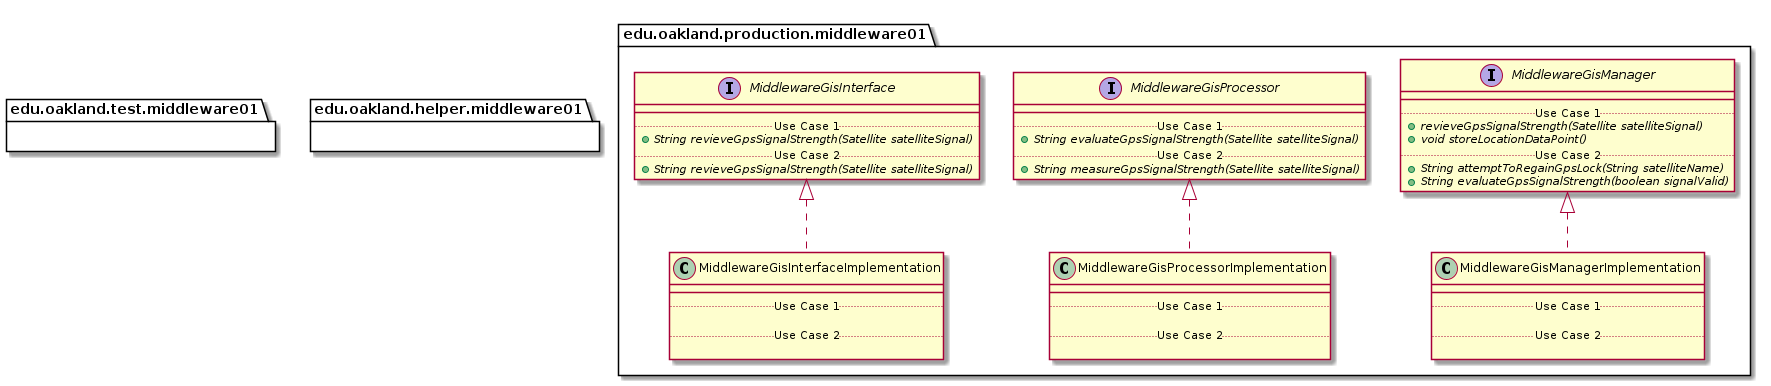 edu.oakland.test.middleware01
edu.oakland.helper.middleware01
edu.oakland.production.middleware01
I MiddlewareGisInterface
Use Case 1
String revieveGpsSignalStrength(Satellite satelliteSignal)
Use Case 2
String revieveGpsSignalStrength(Satellite satelliteSignal)
I MiddlewareGisProcessor
Use Case 1
String evaluateGpsSignalStrength(Satellite satelliteSignal)
Use Case 2
String measureGpsSignalStrength(Satellite satelliteSignal)
I MiddlewareGisManager
Use Case 1
revieveGpsSignalStrength(Satellite satelliteSignal)
void storeLocationDataPoint()
Use Case 2
String attemptToRegainGpsLock(String satelliteName)
String evaluateGpsSignalStrength(boolean signalValid)
C MiddlewareGisInterfaceImplementation
Use Case 1
Use Case 2
C MiddlewareGisProcessorImplementation
Use Case 1
Use Case 2
C MiddlewareGisManagerImplementation
Use Case 1
Use Case 2